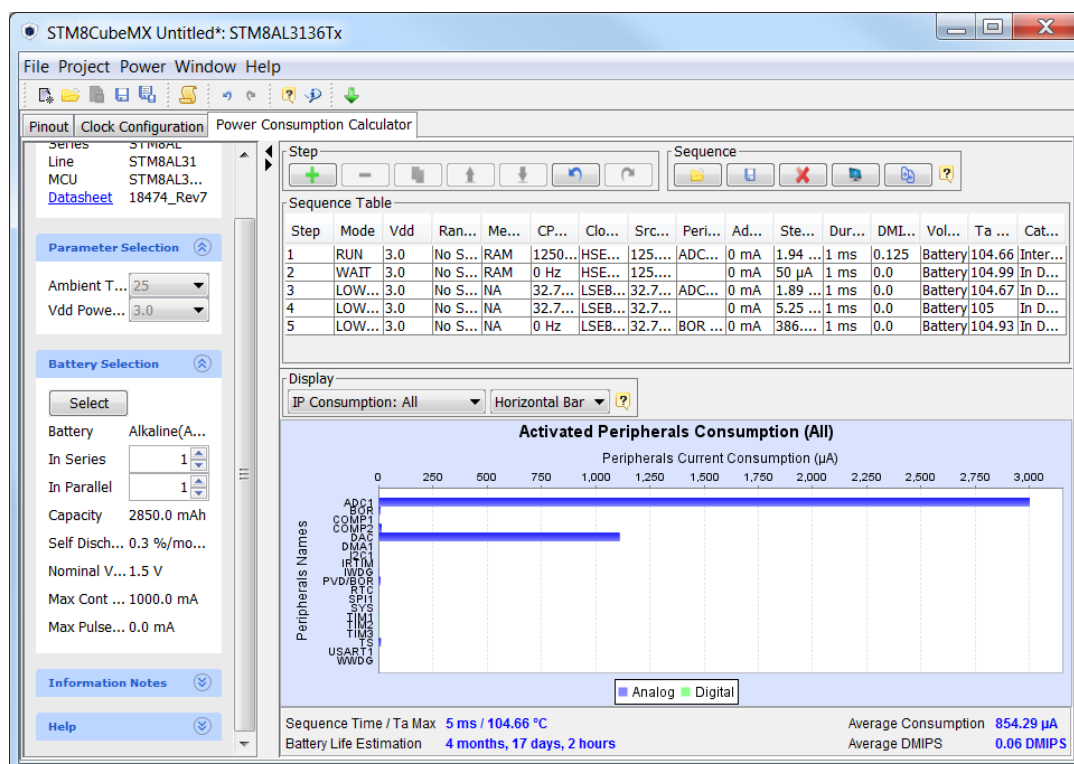 STM8CubeMX Untitled*: STM8AL3136Tx
File Project Power Window Help
Pinout Clock Configuration Power Consumption Calculator
Series STM8AL
Line STM8AL31
MCU STM8AL3...
Datasheet 18474_Rev7
Parameter Selection
Ambient T... 25
Vdd Powe... 3.0
Battery Selection
Select
Battery Alkaline(A...
In Series 1
In Parallel 1
Capacity 2850.0 mAh
Self Disch... 0.3 %/mo...
Nominal V... 1.5 V
Max Cont ... 1000.0 mA
Max Pulse... 0.0 mA
Information Notes
Help
Step
Sequence
Sequence Table
Step Mode Vdd Ran... Me... CP... Clo... Src... Peri... Ad... Ste... Dur... DMI... Vol... Ta ... Cat...
1 RUN 3.0 No S... RAM 1250... HSE... 125.... ADC... 0 mA 1.94 ... 1 ms 0.125 Battery 104.66 Inter...
2 WAIT 3.0 No S... RAM 0 Hz HSE... 125.... 0 mA 50 µA 1 ms 0.0 Battery 104.99 In D...
3 LOW... 3.0 No S... NA 32.7... LSEB... 32.7... ADC... 0 mA 1.89 ... 1 ms 0.0 Battery 104.67 In D...
4 LOW... 3.0 No S... NA 32.7... LSEB... 32.7... 0 mA 5.25 ... 1 ms 0.0 Battery 105 In D...
5 LOW... 3.0 No S... NA 0 Hz LSEB... 32.7... BOR ... 0 mA 386.... 1 ms 0.0 Battery 104.93 In D...
Display
IP Consumption: All Horizontal Bar
Activated Peripherals Consumption (All)
Peripherals Current Consumption (µA)
0 250 500 750 1,000 1,250 1,500 1,750 2,000 2,250 2,500 2,750 3,000
Peripherals Names
ADC1
BOR
COMP1
COMP2
DAC
DMA1
I2C1
IRTIM
IWDG
PVD/BOR
RTC
SPI1
SYS
TIM1
TIM2
TIM3
TS
USART1
WWDG
Analog Digital
Sequence Time / Ta Max 5 ms / 104.66 °C Average Consumption 854.29 µA
Battery Life Estimation 4 months, 17 days, 2 hours Average DMIPS 0.06 DMIPS